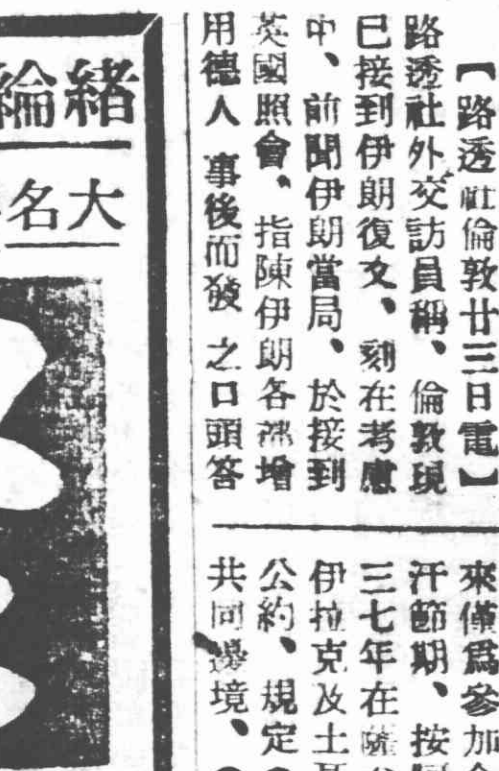 【路透社倫敦廿三日電】
路透社外交訪員稱、倫敦現
已接到伊朗復文、刻在考慮
中、前聞伊朗當局、於接到
英國照會、指陳伊朗各增
用德人 事後而發 之口頭答
來僅爲參加
汗節期、按
三七年在
伊拉克及土
公約、規定
共同邊境、
緒綸
大名